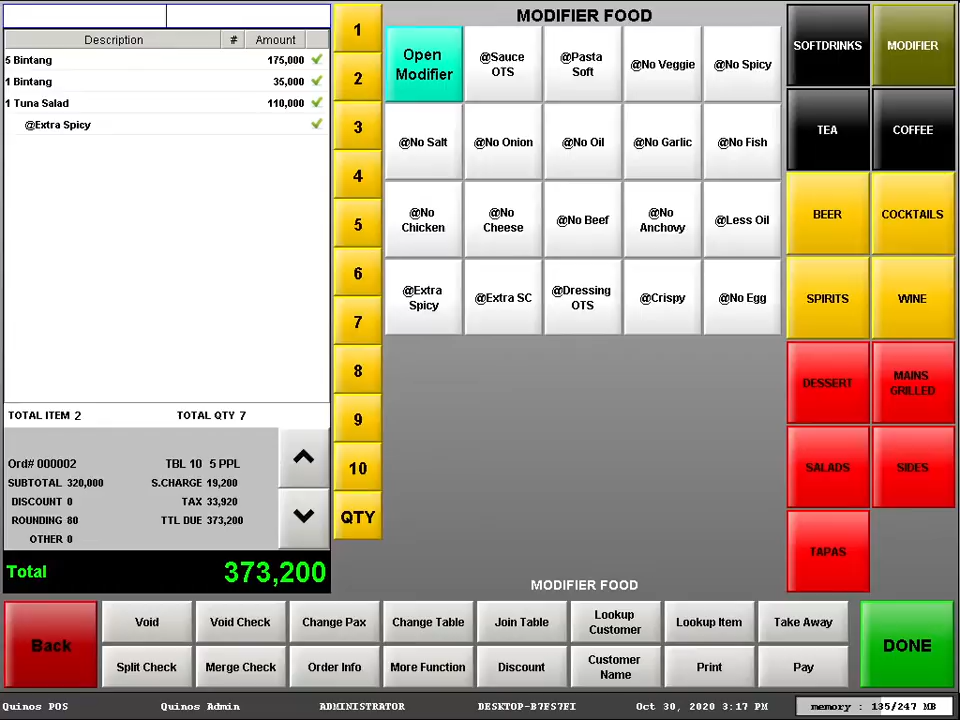 Description # Amount
5 Bintang 175,000
1 Bintang 35,000
1 Tuna Salad 110,000
@Extra Spicy
TOTAL ITEM 2 TOTAL QTY 7
Ord# 000002 TBL 10 5 PPL
SUBTOTAL 320,000 S.CHARGE 19,200
DISCOUNT 0 TAX 33,920
ROUNDING 80 TTL DUE 373,200
OTHER 0
Total 373,200
1
2
3
4
5
6
7
8
9
10
QTY
MODIFIER FOOD
Open
Modifier
@Sauce
OTS
@Pasta
Soft
@No Veggie
@No Spicy
@No Salt
@No Onion
@No Oil
@No Garlic
@No Fish
@No
Chicken
@No
Cheese
@No Beef
@No
Anchovy
@Less Oil
@Extra
Spicy
@Extra SC
@Dressing
OTS
@Crispy
@No Egg
MODIFIER FOOD
SOFTDRINKS
MODIFIER
TEA
COFFEE
BEER
COCKTAILS
SPIRITS
WINE
DESSERT
MAINS
GRILLED
SALADS
SIDES
TAPAS
Back
Void
Void Check
Change Pax
Change Table
Join Table
Lookup
Customer
Lookup Item
Take Away
Split Check
Merge Check
Order Info
More Function
Discount
Customer
Name
Print
Pay
DONE
Quinos POS Quinos Admin ADMINISTRATOR DESKTOP-B7FS7EI Oct 30, 2020 3:17 PM memory : 135/247 MB